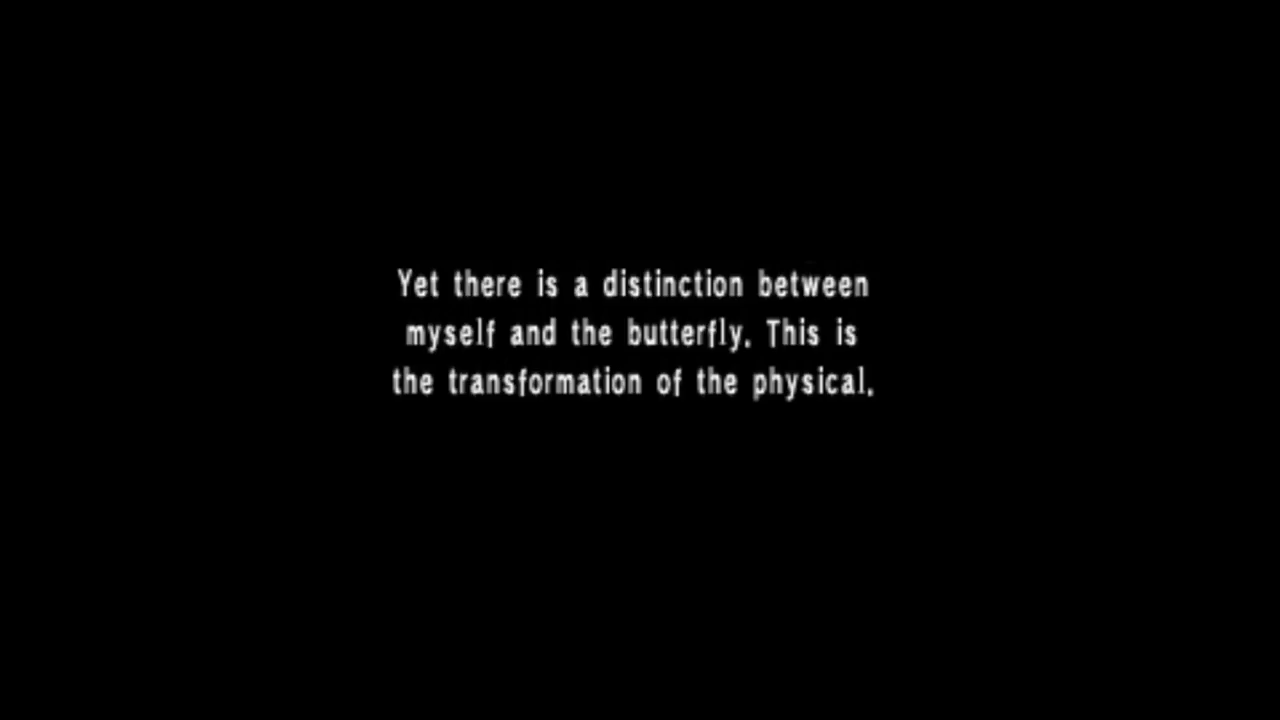 Yet there is a distinction between
myself and the butterfly. This is
the transformation of the physical.